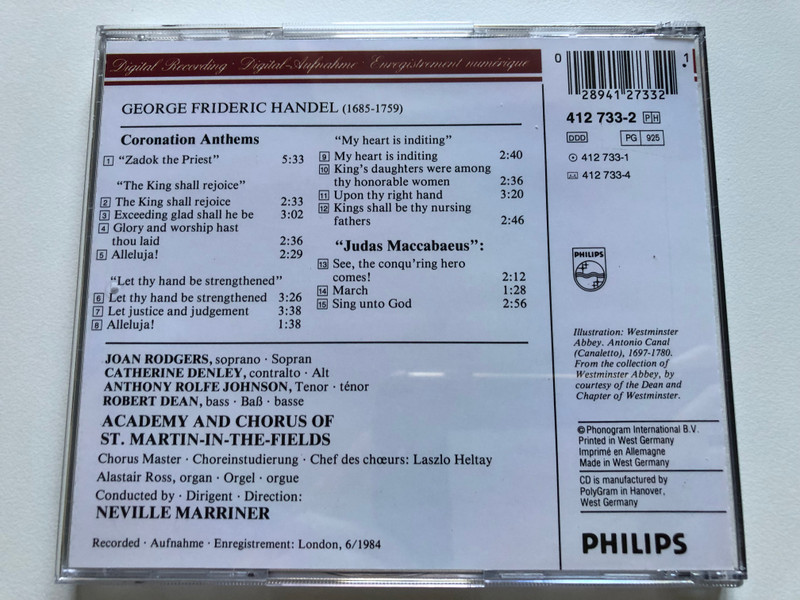 Digital Recording · Digital-Aufnahme · Enregistrement numérique
GEORGE FRIDERIC HANDEL (1685-1759)
Coronation Anthems
1 "Zadok the Priest" 5:33
"The King shall rejoice"
2 The King shall rejoice 2:33
3 Exceeding glad shall he be 3:02
4 Glory and worship hast
thou laid 2:36
5 Alleluja! 2:29
"Let thy hand be strengthened"
6 Let thy hand be strengthened 3:26
7 Let justice and judgement 3:38
8 Alleluja! 1:38
"My heart is inditing"
9 My heart is inditing 2:40
10 King's daughters were among
thy honorable women 2:36
11 Upon thy right hand 3:20
12 Kings shall be thy nursing
fathers 2:46
"Judas Maccabaeus":
13 See, the conqu'ring hero
comes! 2:12
14 March 1:28
15 Sing unto God 2:56
JOAN RODGERS, soprano · Sopran
CATHERINE DENLEY, contralto · Alt
ANTHONY ROLFE JOHNSON, Tenor · ténor
ROBERT DEAN, bass · Baß · basse
ACADEMY AND CHORUS OF
ST. MARTIN-IN-THE-FIELDS
Chorus Master · Choreinstudierung · Chef des chœurs: Laszlo Heltay
Alastair Ross, organ · Orgel · orgue
Conducted by · Dirigent · Direction:
NEVILLE MARRINER
Recorded · Aufnahme · Enregistrement: London, 6/1984
0 28941 27332 1
412 733-2 PH
DDD PG 925
412 733-1
412 733-4
PHILIPS
Illustration: Westminster
Abbey. Antonio Canal
(Canaletto), 1697-1780.
From the collection of
Westminster Abbey, by
courtesy of the Dean and
Chapter of Westminster.
© Phonogram International B.V.
Printed in West Germany
Imprimé en Allemagne
Made in West Germany
CD is manufactured by
PolyGram in Hanover,
West Germany
PHILIPS